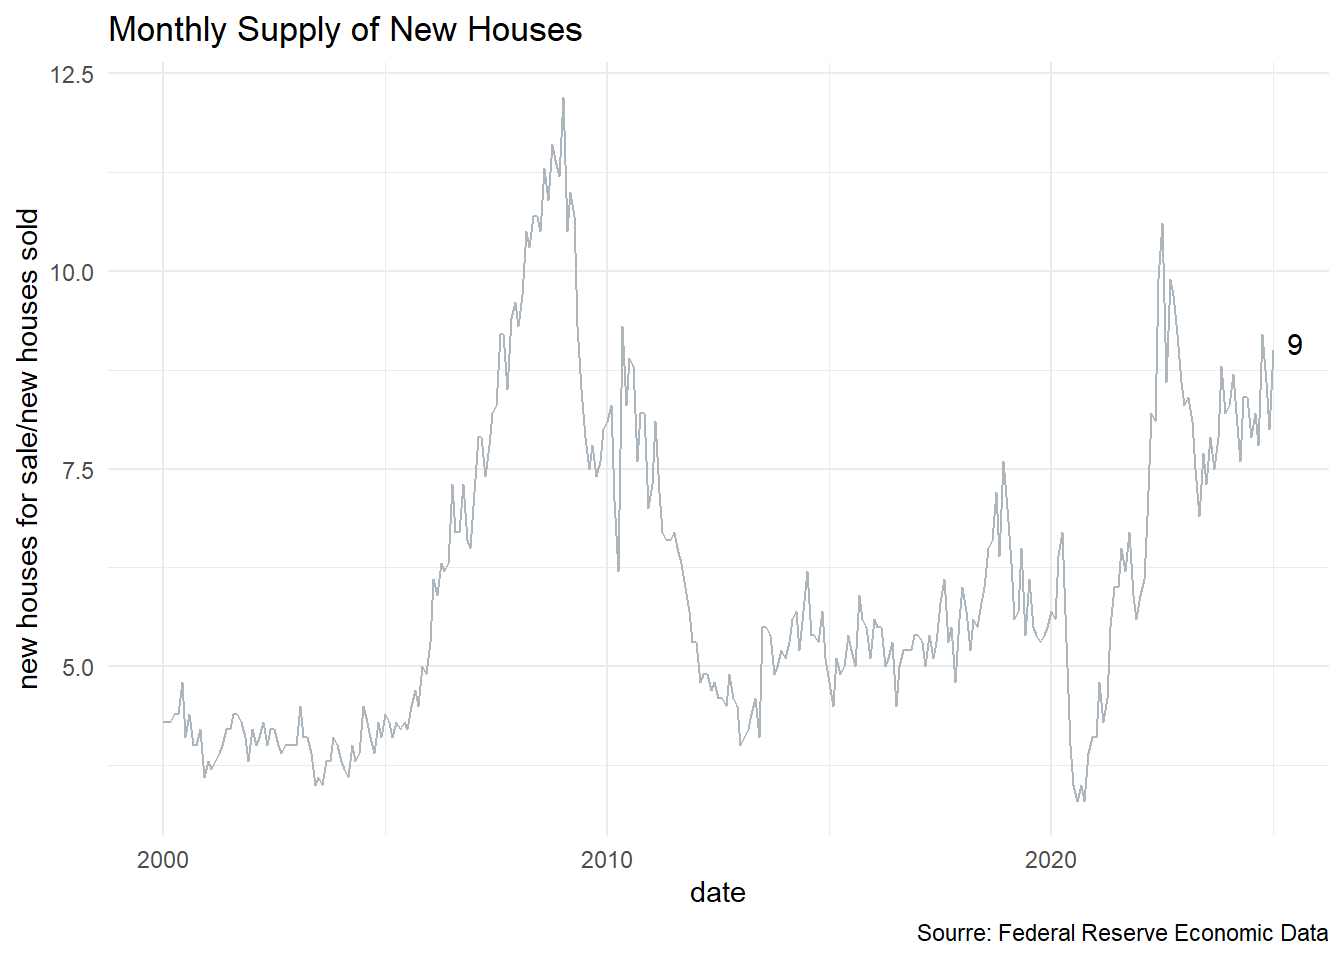 Monthly Supply of New Houses
new houses for sale/new houses sold
12.5
10.0
7.5
5.0
9
2000
2010
2020
date
Sourre: Federal Reserve Economic Data